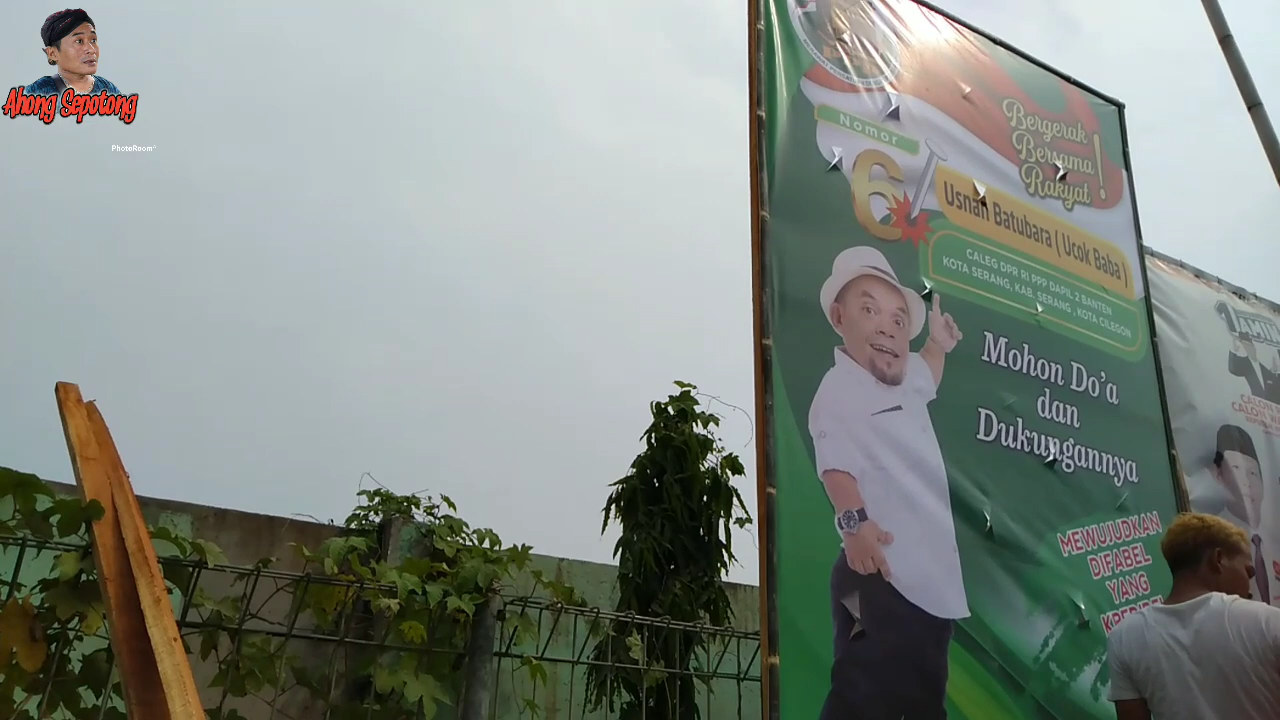 Ahong Sepotong
PhotoRoom
Nomor
6
Bergerak
Bersama
Rakyat !
Usnan Batubara ( Ucok Baba )
CALEG DPR RI PPP DAPIL 2 BANTEN
KOTA SERANG, KAB. SERANG , KOTA CILEGON
Mohon Do'a
dan
Dukungannya
MEWUJUDKAN
DIFABEL
YANG